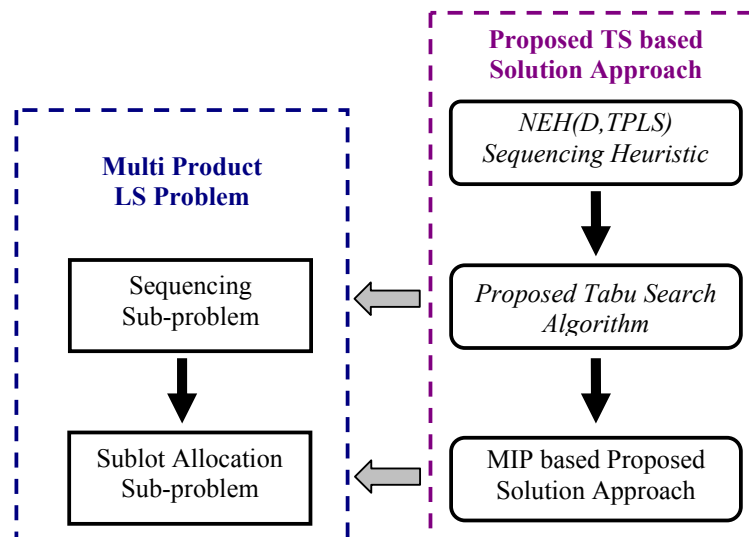 Multi Product
LS Problem
Sequencing
Sub-problem
Sublot Allocation
Sub-problem
Proposed TS based
Solution Approach
NEH(D,TPLS)
Sequencing Heuristic
Proposed Tabu Search
Algorithm
MIP based Proposed
Solution Approach